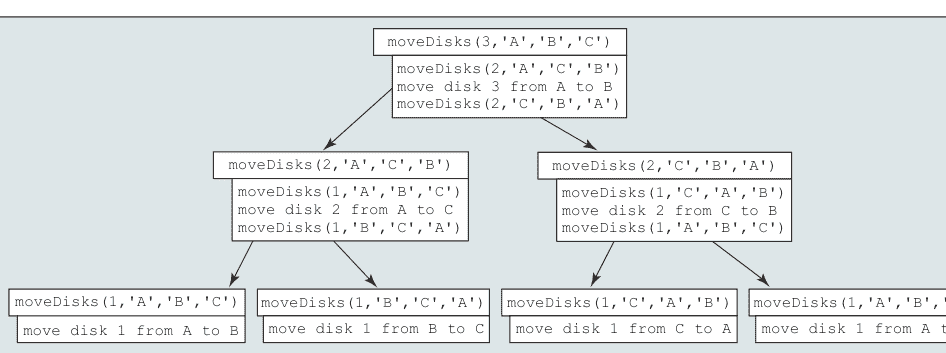 moveDisks(3,'A','B','C')
moveDisks(2,'A','C','B')
move disk 3 from A to B
moveDisks(2,'C','B','A')
moveDisks(2,'A','C','B')
moveDisks(1,'A','B','C')
move disk 2 from A to C
moveDisks(1,'B','C','A')
moveDisks(2,'C','B','A')
moveDisks(1,'C','A','B')
move disk 2 from C to B
moveDisks(1,'A','B','C')
moveDisks(1,'A','B','C')
move disk 1 from A to B
moveDisks(1,'B','C','A')
move disk 1 from B to C
moveDisks(1,'C','A','B')
move disk 1 from C to A
moveDisks(1,'A','B','
move disk 1 from A t